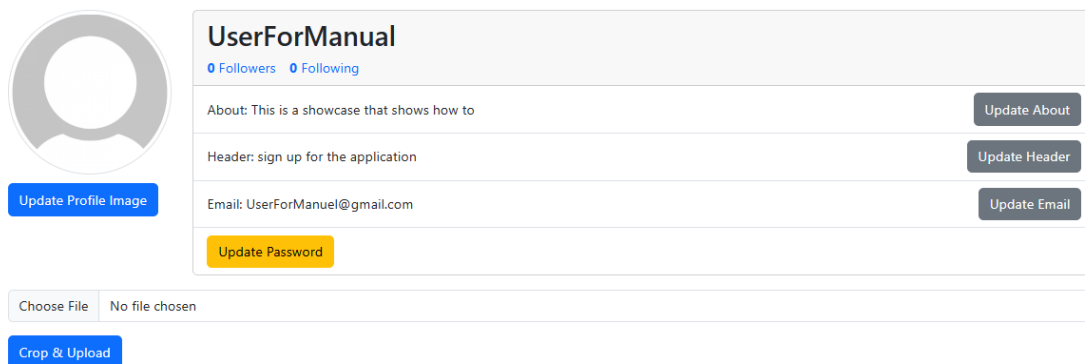 UserForManual
0 Followers 0 Following
About: This is a showcase that shows how to
Update About
Header: sign up for the application
Update Header
Update Profile Image
Email: UserForManuel@gmail.com
Update Email
Update Password
Choose File No file chosen
Crop & Upload